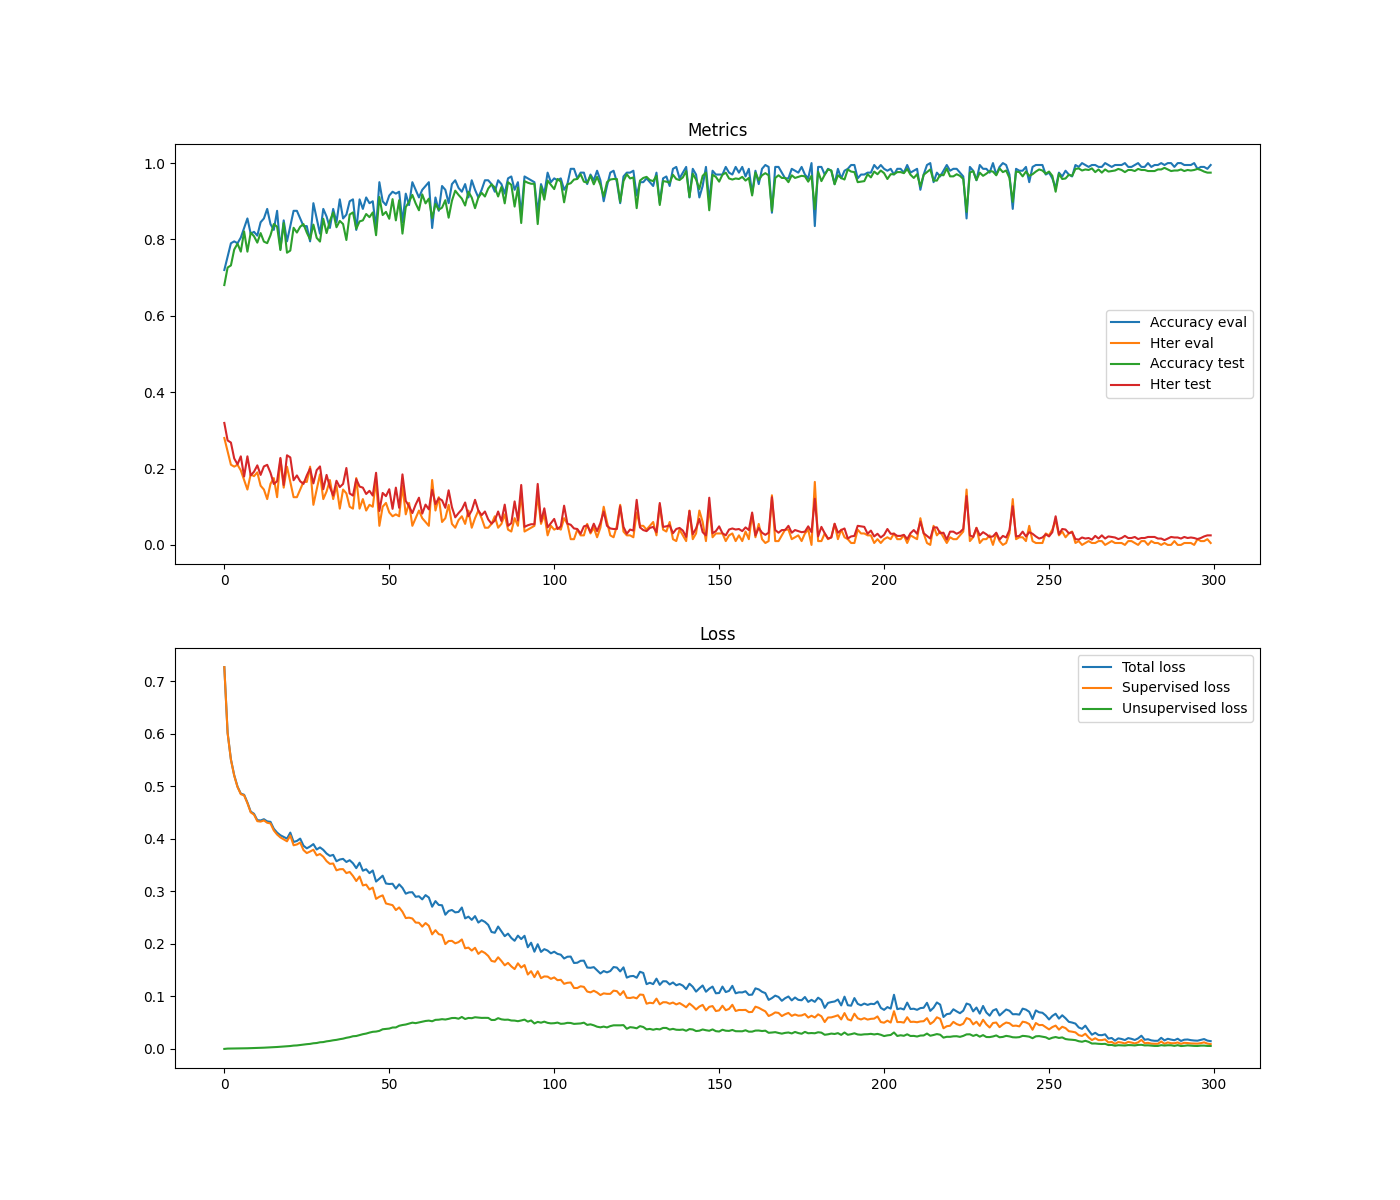 Metrics
1.0
0.8
0.6
0.4
0.2
0.0
Accuracy eval
Hter eval
Accuracy test
Hter test
0 50 100 150 200 250 300
Loss
0.7
0.6
0.5
0.4
0.3
0.2
0.1
0.0
Total loss
Supervised loss
Unsupervised loss
0 50 100 150 200 250 300